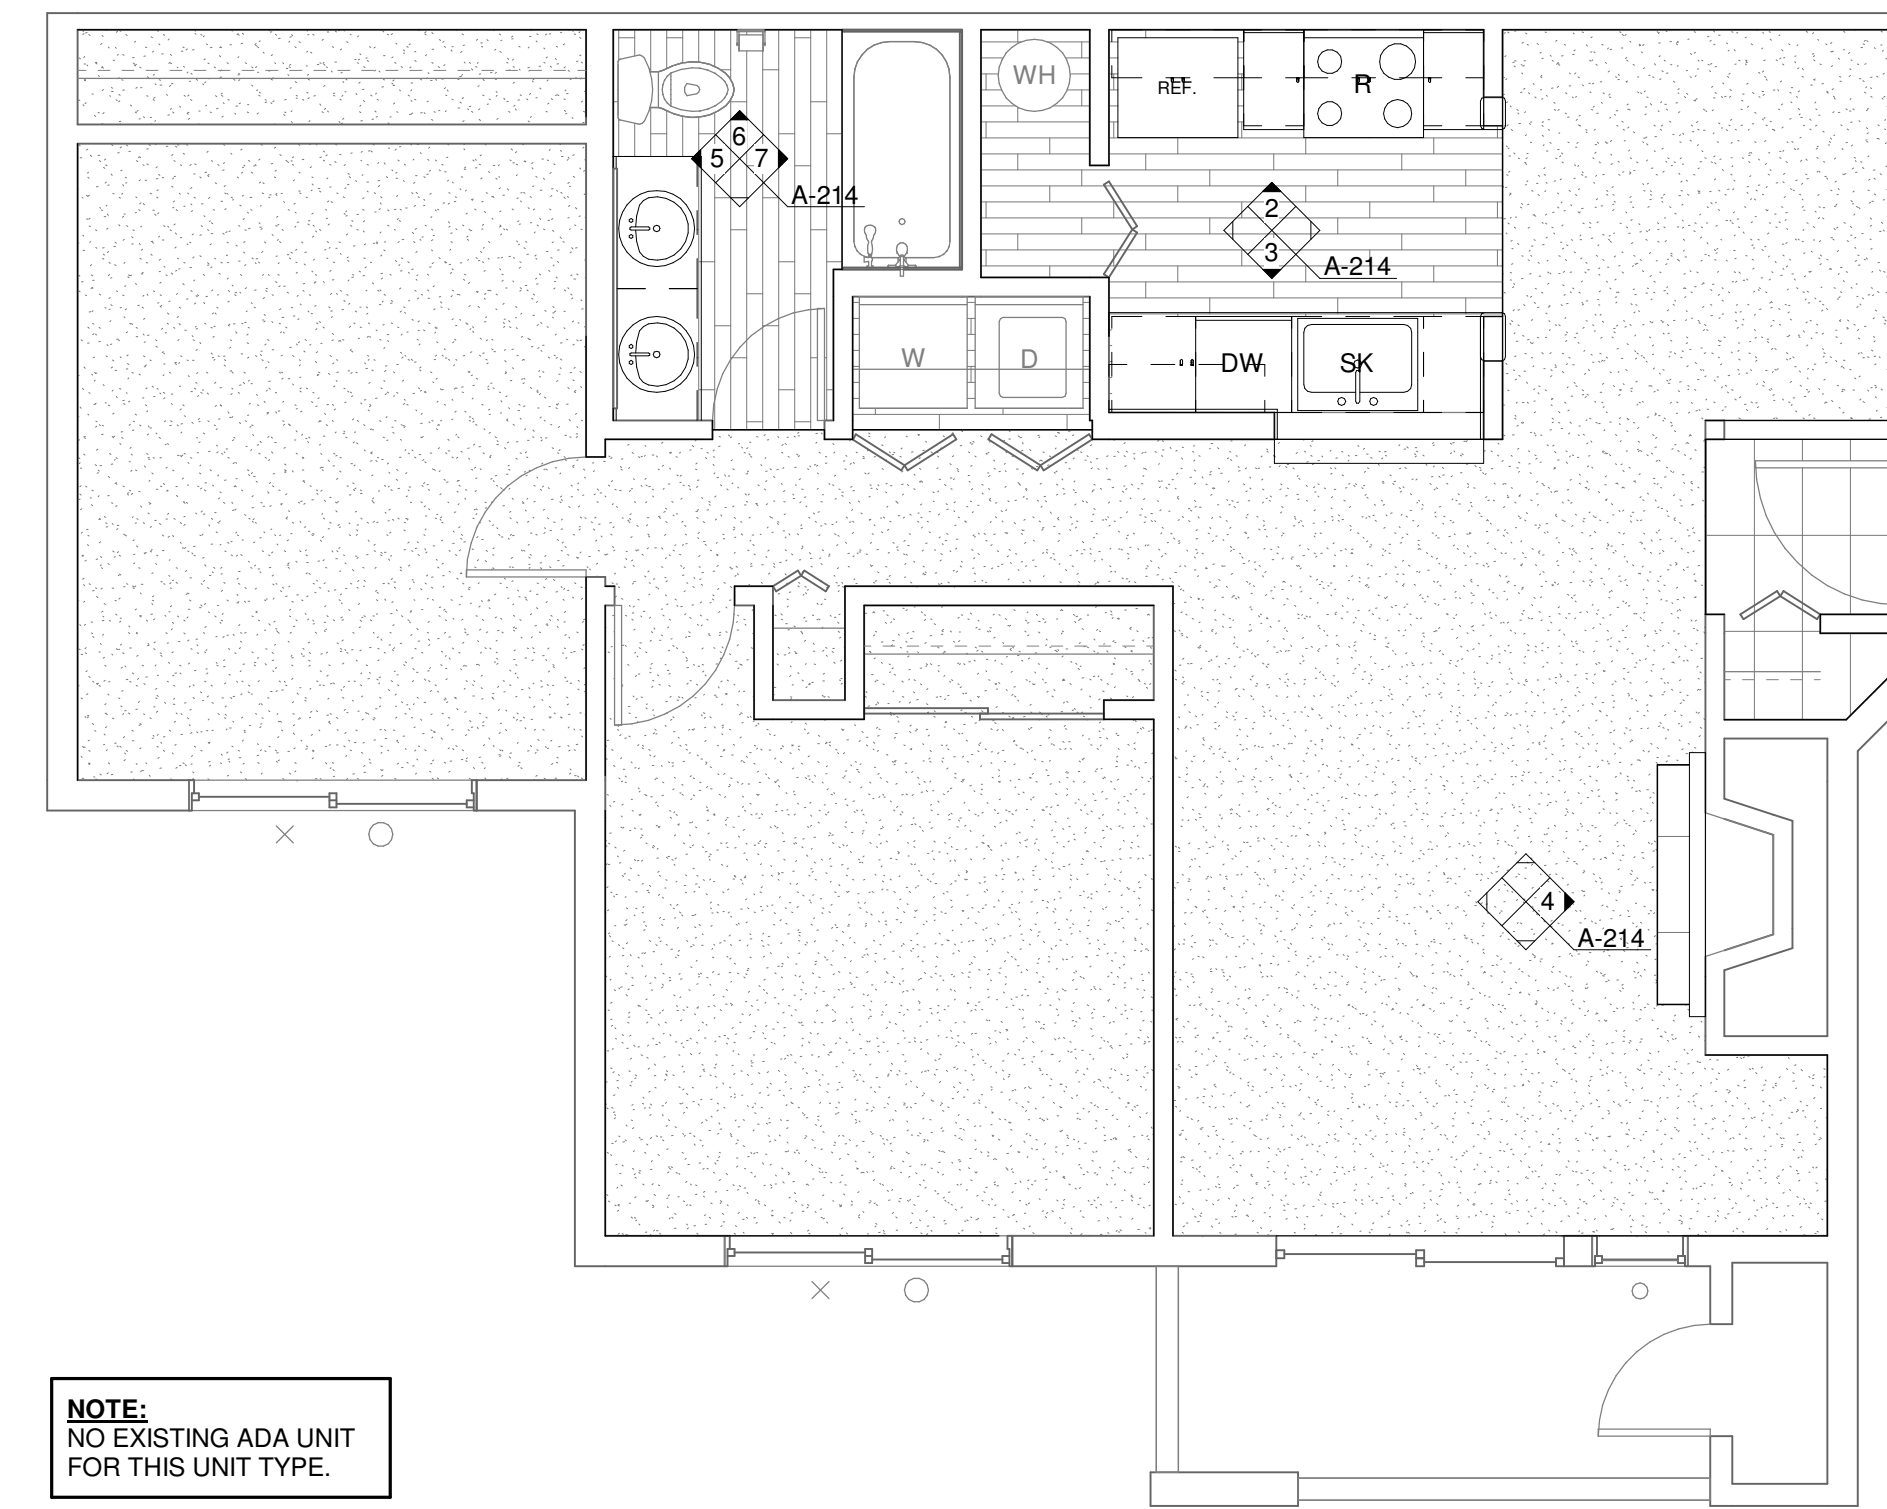 WH
REF.
R
6
5 7
A-214
2
3
A-214
W
D
DW
SK
4
A-214
NOTE:
NO EXISTING ADA UNIT
FOR THIS UNIT TYPE.